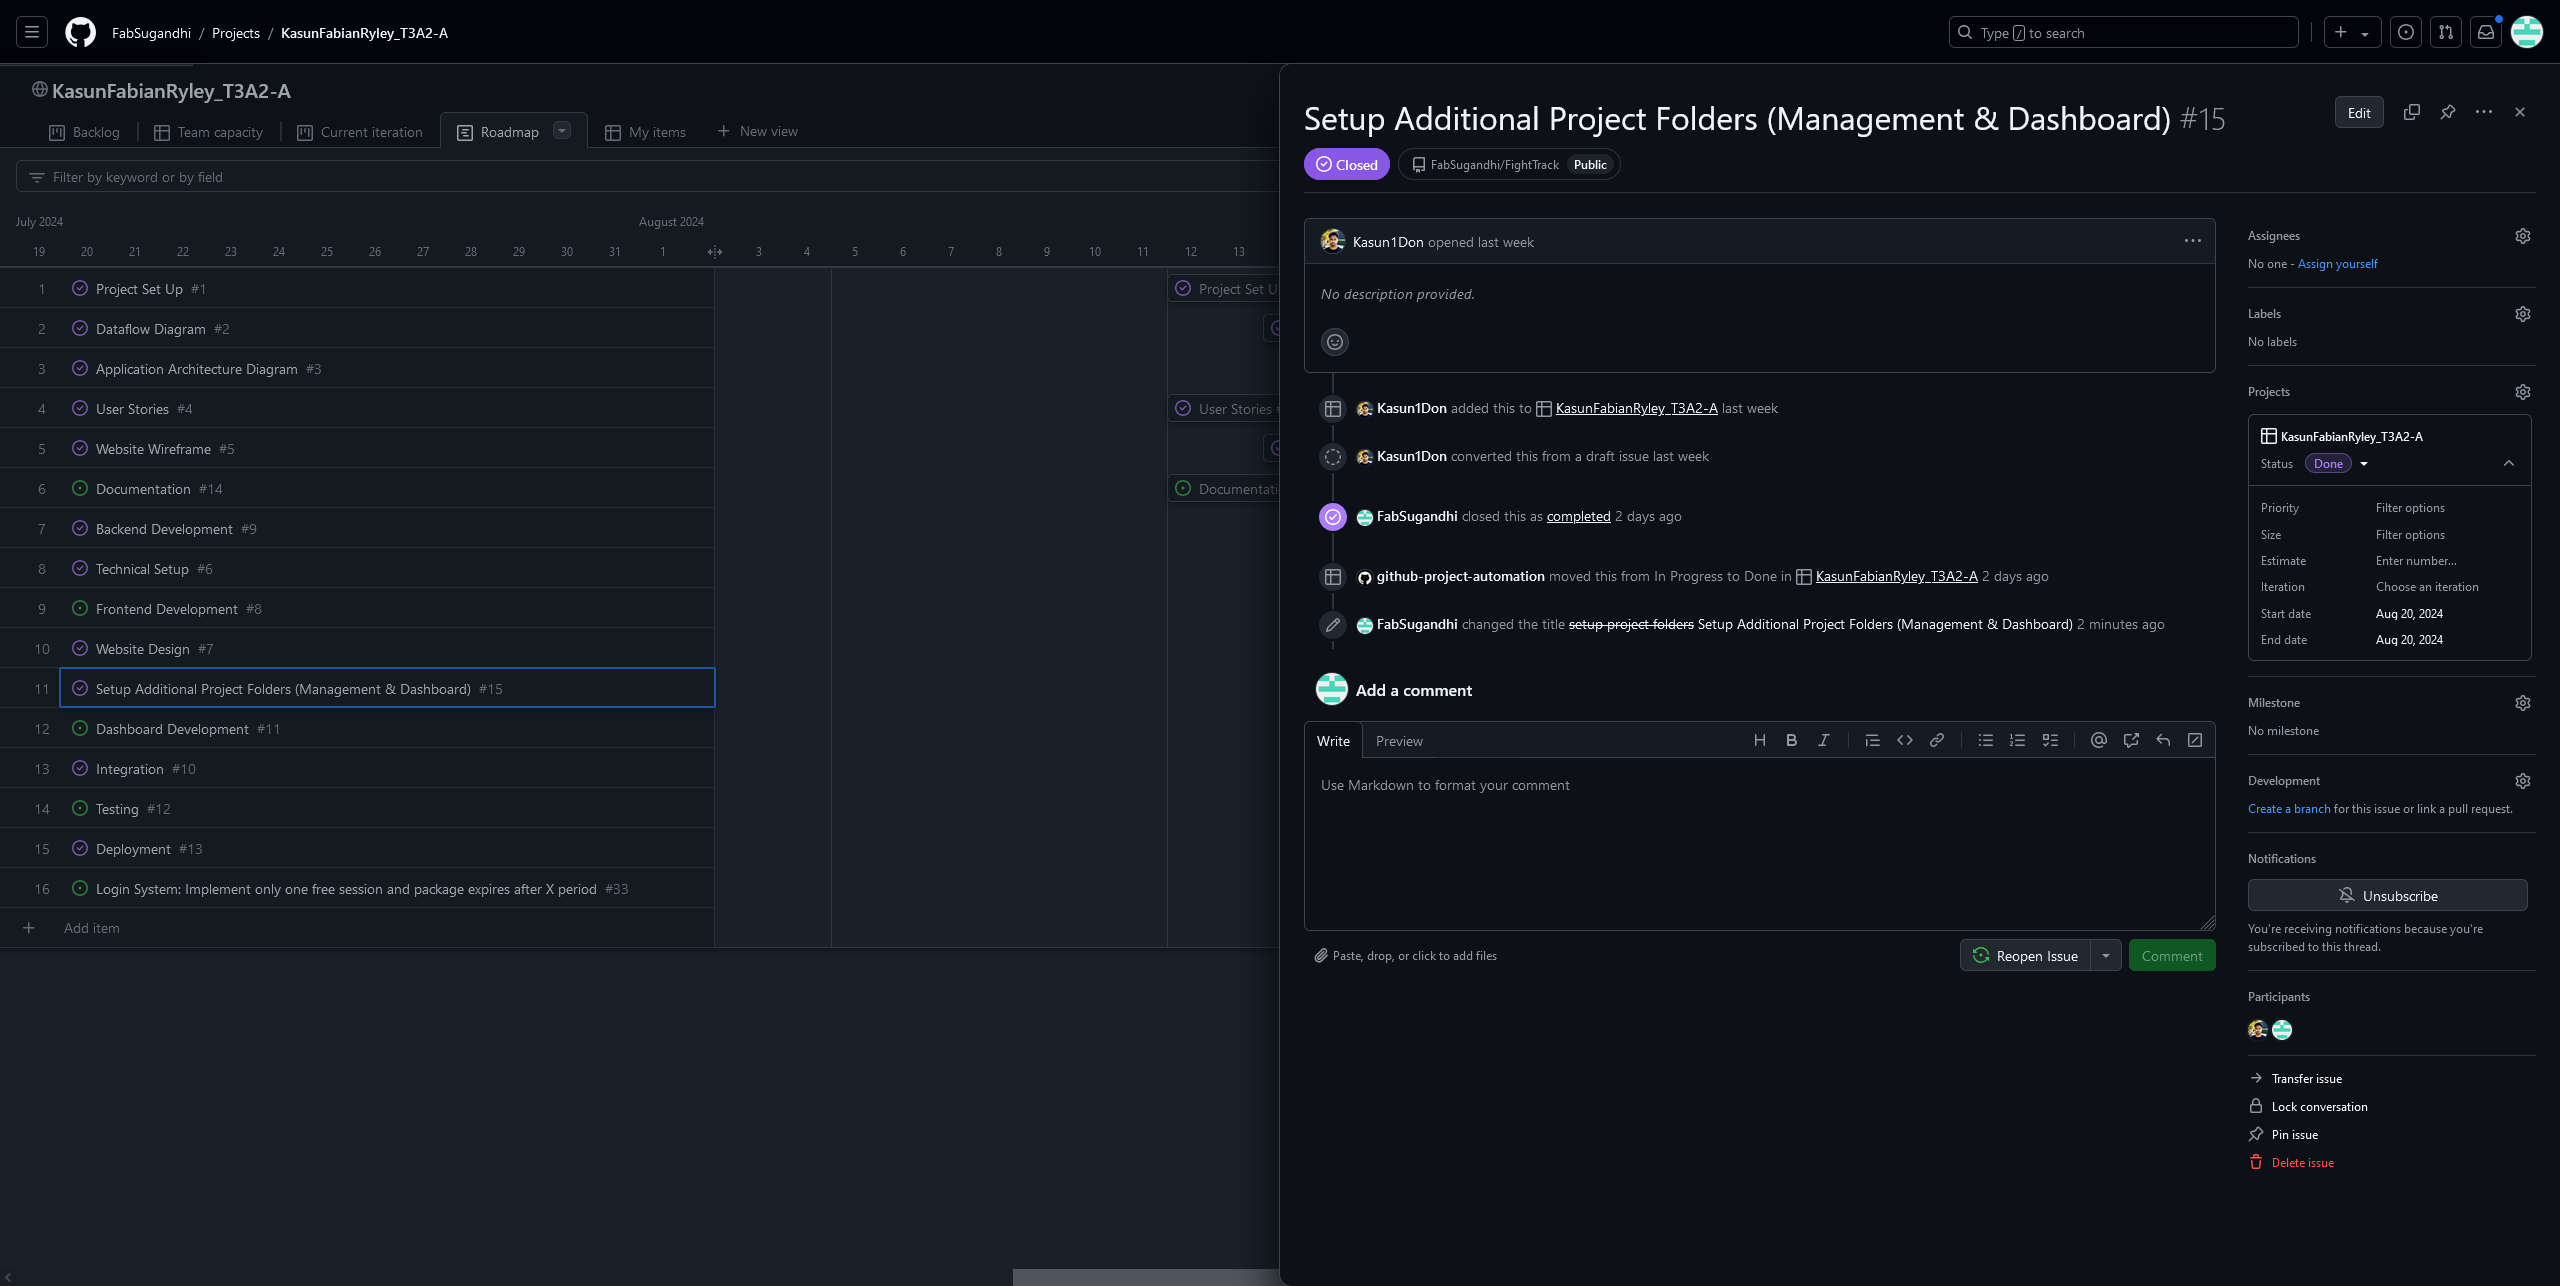 FabSugandhi / Projects / KasunFabianRyley_T3A2-A
Type / to search
KasunFabianRyley_T3A2-A
Backlog
Team capacity
Current iteration
Roadmap
My items
New view
Filter by keyword or by field
July 2024
August 2024
19 20 21 22 23 24 25 26 27 28 29 30 31 1 3 4 5 6 7 8 9 10 11 12 13
1 Project Set Up #1
Project Set U
2 Dataflow Diagram #2
3 Application Architecture Diagram #3
4 User Stories #4
User Stories
5 Website Wireframe #5
6 Documentation #14
Documentati
7 Backend Development #9
8 Technical Setup #6
9 Frontend Development #8
10 Website Design #7
11 Setup Additional Project Folders (Management & Dashboard) #15
12 Dashboard Development #11
13 Integration #10
14 Testing #12
15 Deployment #13
16 Login System: Implement only one free session and package expires after X period #33
Add item
Setup Additional Project Folders (Management & Dashboard) #15
Edit
Closed
FabSugandhi/FightTrack Public
Kasun1Don opened last week
No description provided.
Kasun1Don added this to KasunFabianRyley_T3A2-A last week
Kasun1Don converted this from a draft issue last week
FabSugandhi closed this as completed 2 days ago
github-project-automation moved this from In Progress to Done in KasunFabianRyley_T3A2-A 2 days ago
FabSugandhi changed the title setup project folders Setup Additional Project Folders (Management & Dashboard) 2 minutes ago
Add a comment
Write
Preview
Use Markdown to format your comment
Paste, drop, or click to add files
Reopen Issue
Comment
Assignees
No one - Assign yourself
Labels
No labels
Projects
KasunFabianRyley_T3A2-A
Status Done
Priority Filter options
Size Filter options
Estimate Enter number...
Iteration Choose an iteration
Start date Aug 20, 2024
End date Aug 20, 2024
Milestone
No milestone
Development
Create a branch for this issue or link a pull request.
Notifications
Unsubscribe
You're receiving notifications because you're
subscribed to this thread.
Participants
Transfer issue
Lock conversation
Pin issue
Delete issue